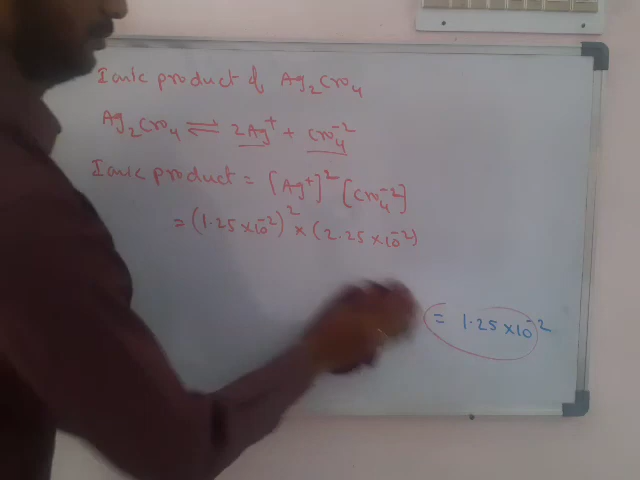 Ionic product of Ag₂CrO₄
Ag₂CrO₄ ⇌ 2Ag⁺ + CrO₄⁻²
Ionic product = [Ag⁺]² [CrO₄⁻²]
= (1.25 × 10⁻²)² × (2.25 × 10⁻²)
= 1.25 × 10⁻²